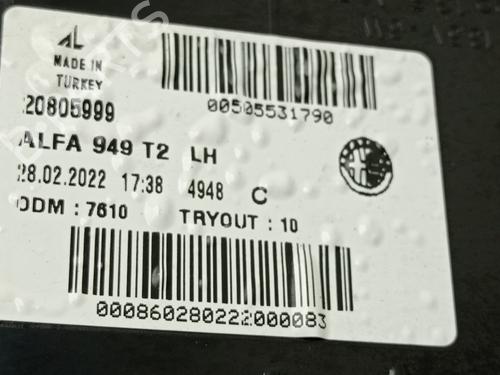 AL
MADE IN
TURKEY
20805999
00505531790
ALFA 949 T2 LH
28.02.2022 17:38 4948 C
ODM : 7610 TRYOUT : 10
000860280222000083